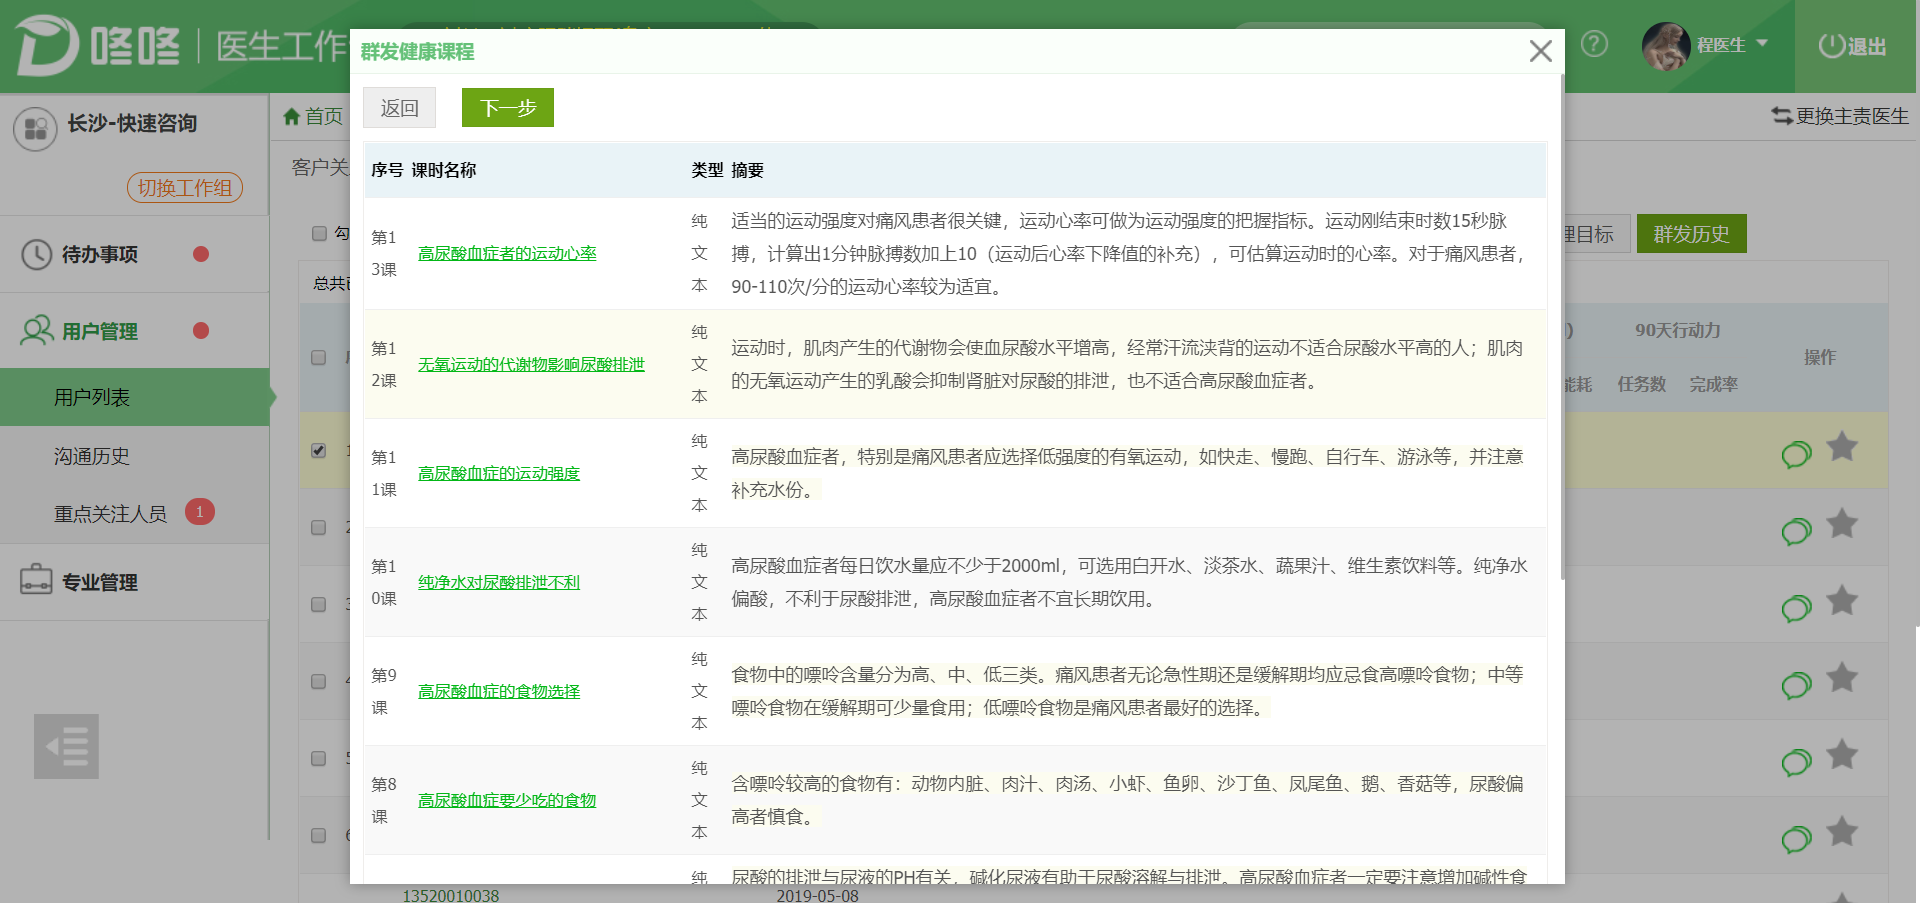 咚咚 医生工作
程医生
退出
群发健康课程
长沙-快速咨询
切换工作组
待办事项
用户管理
用户列表
沟通历史
重点关注人员 1
专业管理
首页
更换主责医生
客户关
勾
理目标
群发历史
总共已
90天行动力
操作
能耗 任务数 完成率
返回
下一步
序号 课时名称 类型 摘要
第1
3课
高尿酸血症者的运动心率
纯
文
本
适当的运动强度对痛风患者很关键，运动心率可做为运动强度的把握指标。运动刚结束时数15秒脉
搏，计算出1分钟脉搏数加上10（运动后心率下降值的补充），可估算运动时的心率。对于痛风患者，
90-110次/分的运动心率较为适宜。
第1
2课
无氧运动的代谢物影响尿酸排泄
纯
文
本
运动时，肌肉产生的代谢物会使血尿酸水平增高，经常汗流浃背的运动不适合尿酸水平高的人；肌肉
的无氧运动产生的乳酸会抑制肾脏对尿酸的排泄，也不适合高尿酸血症者。
第1
1课
高尿酸血症的运动强度
纯
文
本
高尿酸血症者，特别是痛风患者应选择低强度的有氧运动，如快走、慢跑、自行车、游泳等，并注意
补充水份。
第1
0课
纯净水对尿酸排泄不利
纯
文
本
高尿酸血症者每日饮水量应不少于2000ml，可选用白开水、淡茶水、蔬果汁、维生素饮料等。纯净水
偏酸，不利于尿酸排泄，高尿酸血症者不宜长期饮用。
第9
课
高尿酸血症的食物选择
纯
文
本
食物中的嘌呤含量分为高、中、低三类。痛风患者无论急性期还是缓解期均应忌食高嘌呤食物；中等
嘌呤食物在缓解期可少量食用；低嘌呤食物是痛风患者最好的选择。
第8
课
高尿酸血症要少吃的食物
纯
文
本
含嘌呤较高的食物有：动物内脏、肉汁、肉汤、小虾、鱼卵、沙丁鱼、凤尾鱼、鹅、香菇等，尿酸偏
高者慎食。
纯
尿酸的排泄与尿液的PH有关，碱化尿液有助于尿酸溶解与排泄。高尿酸血症者一定要注意增加碱性食
13520010038 2019-05-08